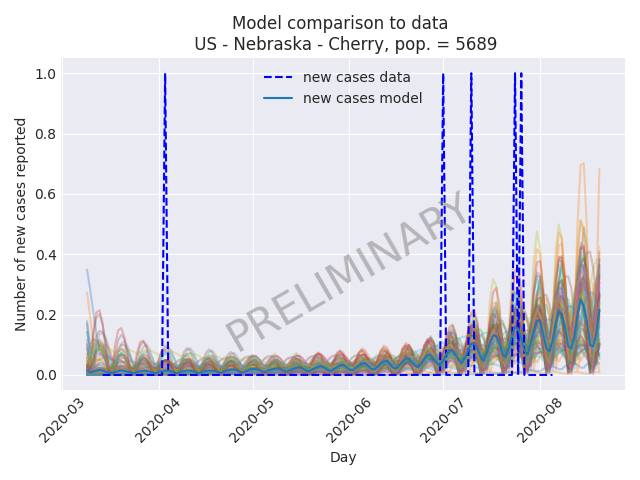 Model comparison to data
US - Nebraska - Cherry, pop. = 5689
new cases data
new cases model
PRELIMINARY
Number of new cases reported
1.0
0.8
0.6
0.4
0.2
0.0
2020-03
2020-04
2020-05
2020-06
2020-07
2020-08
Day